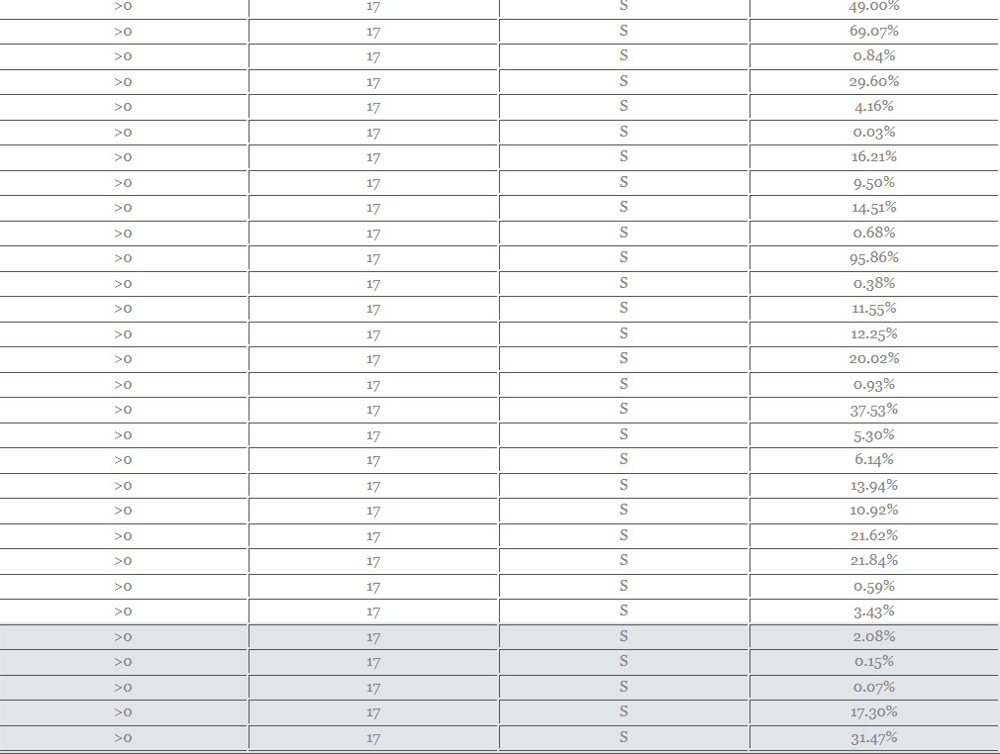 >0 17 S 49.00%
>0 17 S 69.07%
>0 17 S 0.84%
>0 17 S 29.60%
>0 17 S 4.16%
>0 17 S 0.03%
>0 17 S 16.21%
>0 17 S 9.50%
>0 17 S 14.51%
>0 17 S 0.68%
>0 17 S 95.86%
>0 17 S 0.38%
>0 17 S 11.55%
>0 17 S 12.25%
>0 17 S 20.02%
>0 17 S 0.93%
>0 17 S 37.53%
>0 17 S 5.30%
>0 17 S 6.14%
>0 17 S 13.94%
>0 17 S 10.92%
>0 17 S 21.62%
>0 17 S 21.84%
>0 17 S 0.59%
>0 17 S 3.43%
>0 17 S 2.08%
>0 17 S 0.15%
>0 17 S 0.07%
>0 17 S 17.30%
>0 17 S 31.47%